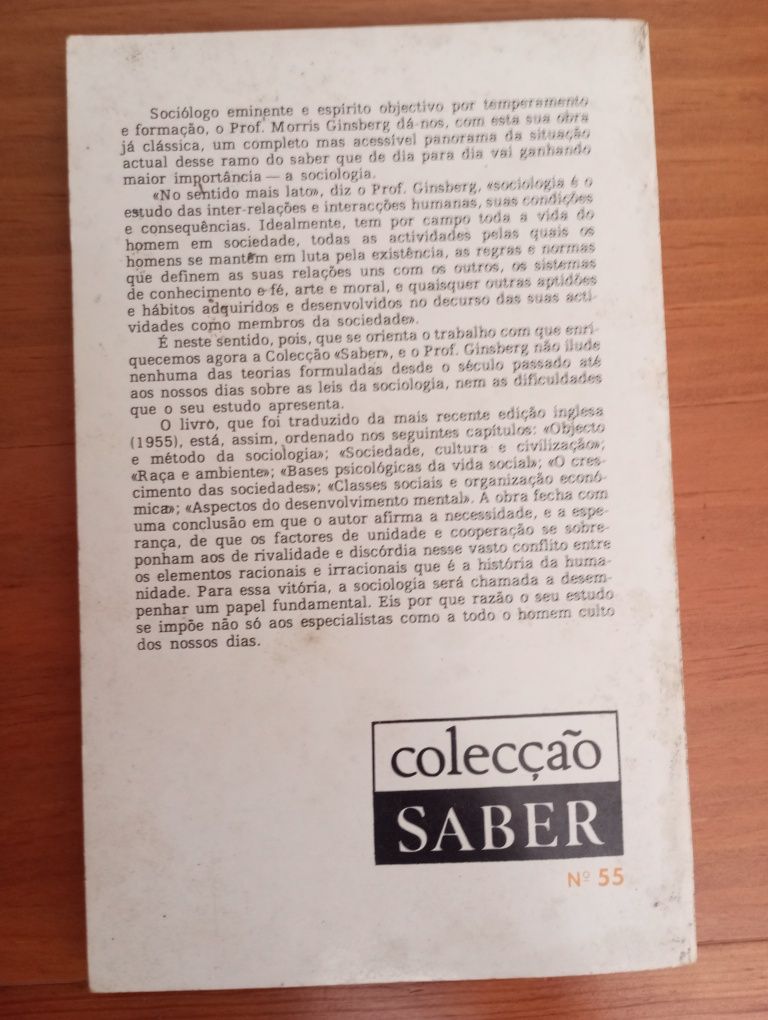 Sociólogo eminente e espírito objectivo por temperamento
e formação, o Prof. Morris Ginsberg dá-nos, com esta sua obra
já clássica, um completo mas acessível panorama da situação
actual desse ramo do saber que de dia para dia vai ganhando
maior importância — a sociologia.
«No sentido mais lato», diz o Prof. Ginsberg, «sociologia é o
estudo das inter-relações e interacções humanas, suas condições
e consequências. Idealmente, tem por campo toda a vida do
homem em sociedade, todas as actividades pelas quais os
homens se mantêm em luta pela existência, as regras e normas
que definem as suas relações uns com os outros, os sistemas
de conhecimento e fé, arte e moral, e quaisquer outras aptidões
e hábitos adquiridos e desenvolvidos no decurso das suas acti-
vidades como membros da sociedade».
É neste sentido, pois, que se orienta o trabalho com que enri-
quecemos agora a Colecção «Saber», e o Prof. Ginsberg não ilude
nenhuma das teorias formuladas desde o século passado até
aos nossos dias sobre as leis da sociologia, nem as dificuldades
que o seu estudo apresenta.
O livro, que foi traduzido da mais recente edição inglesa
(1955), está, assim, ordenado nos seguintes capítulos: «Objecto
e método da sociologia»; «Sociedade, cultura e civilização»;
«Raça e ambiente»; «Bases psicológicas da vida social»; «O cres-
cimento das sociedades»; «Classes sociais e organização econó-
mica»; «Aspectos do desenvolvimento mental». A obra fecha com
uma conclusão em que o autor afirma a necessidade, e a espe-
rança, de que os factores de unidade e cooperação se sobre-
ponham aos de rivalidade e discórdia nesse vasto conflito entre
os elementos racionais e irracionais que é a história da huma-
nidade. Para essa vitória, a sociologia será chamada a desem-
penhar um papel fundamental. Eis por que razão o seu estudo
se impõe não só aos especialistas como a todo o homem culto
dos nossos dias.
colecção
SABER
Nº 55